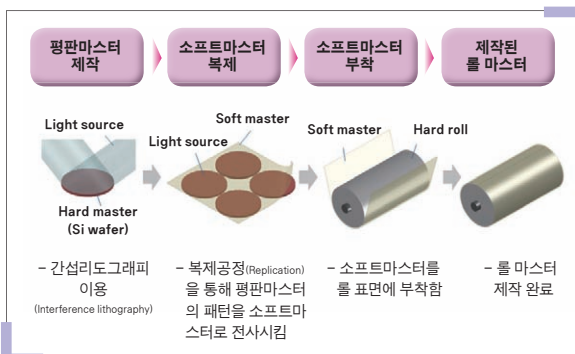 평판마스터
제작
소프트마스터
복제
소프트마스터
부착
제작된
롤 마스터
Light source
Hard master
(Si wafer)
Light source
Soft master
Soft master
Hard roll
– 간섭리도그래피
이용
(Interference lithography)
– 복제공정(Replication)
을 통해 평판마스터
의 패턴을 소프트마
스터로 전사시킴
– 소프트마스터를
롤 표면에 부착함
– 롤 마스터
제작 완료